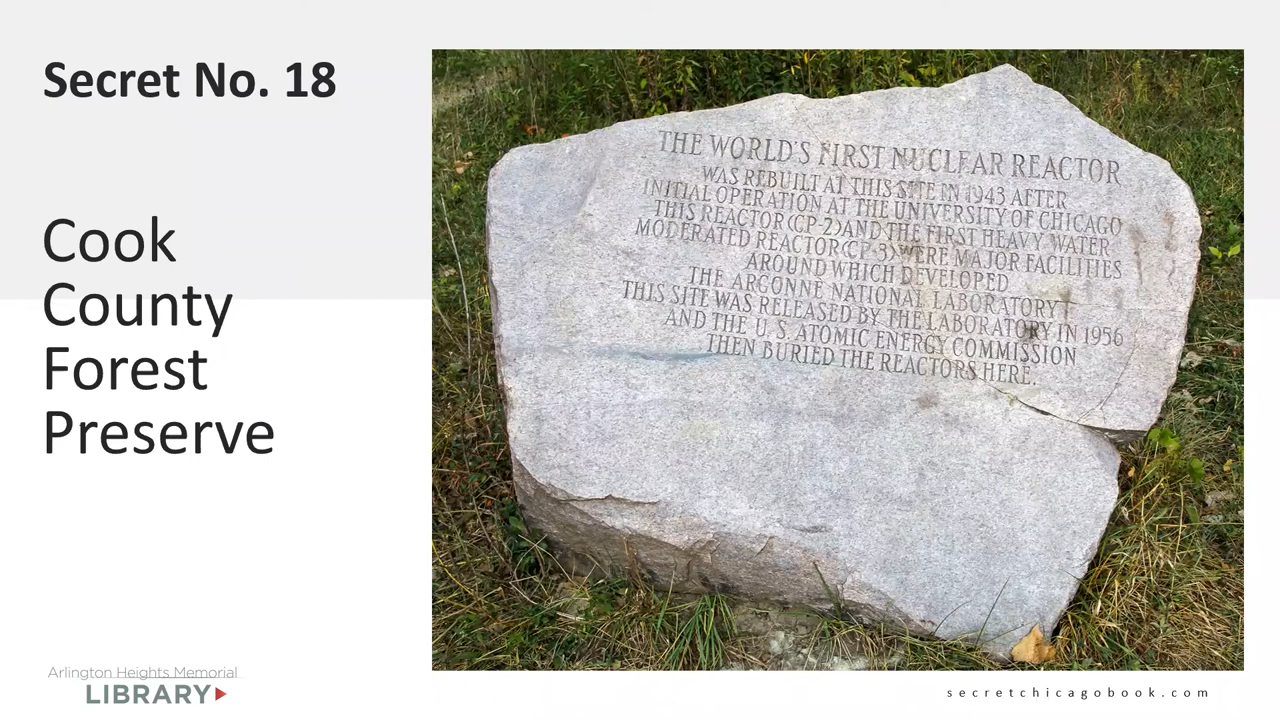 Secret No. 18
Cook
County
Forest
Preserve
THE WORLD'S FIRST NUCLEAR REACTOR
WAS REBUILT AT THIS SITE IN 1943 AFTER
INITIAL OPERATION AT THE UNIVERSITY OF CHICAGO
THIS REACTOR (CP-2) AND THE FIRST HEAVY WATER
MODERATED REACTOR (CP-3) WERE MAJOR FACILITIES
AROUND WHICH DEVELOPED
THE ARGONNE NATIONAL LABORATORY
THIS SITE WAS RELEASED BY THE LABORATORY IN 1956
AND THE U.S. ATOMIC ENERGY COMMISSION
THEN BURIED THE REACTORS HERE.
Arlington Heights Memorial
LIBRARY
secretchicagobook.com